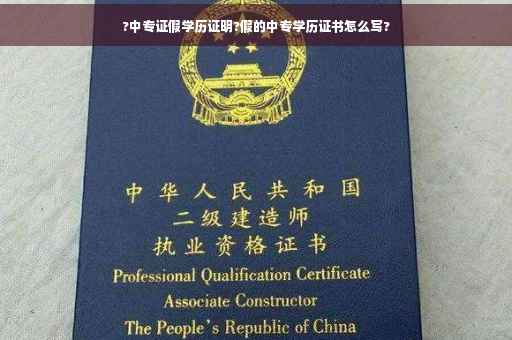 ?中专证假学历证明?假的中专学历证书怎么写?
中华人民共和国
二级建造师
执业资格证书
Professional Qualification Certificate
Associate Constructor
The People's Republic of China